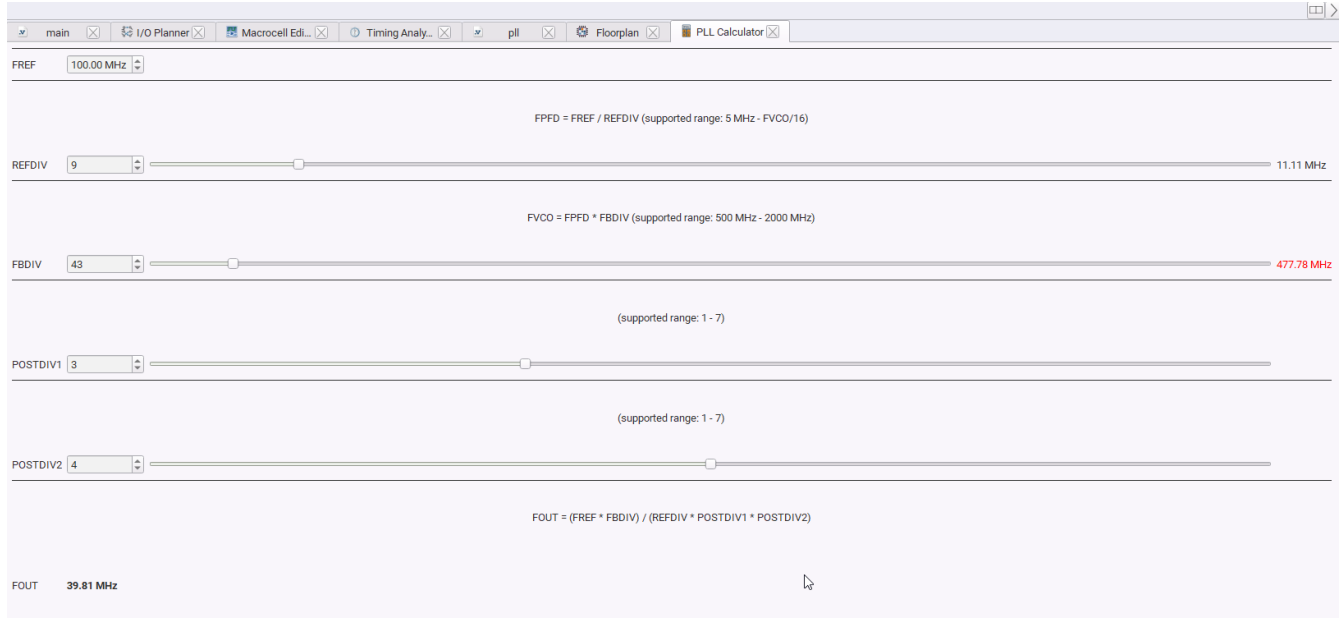 main I/O Planner Macrocell Edi... Timing Analy... pll Floorplan PLL Calculator
FREF 100.00 MHz
FPFD = FREF / REFDIV (supported range: 5 MHz - FVCO/16)
REFDIV 9 11.11 MHz
FVCO = FPFD * FBDIV (supported range: 500 MHz - 2000 MHz)
FBDIV 43 477.78 MHz
(supported range: 1 - 7)
POSTDIV1 3
(supported range: 1 - 7)
POSTDIV2 4
FOUT = (FREF * FBDIV) / (REFDIV * POSTDIV1 * POSTDIV2)
FOUT 39.81 MHz